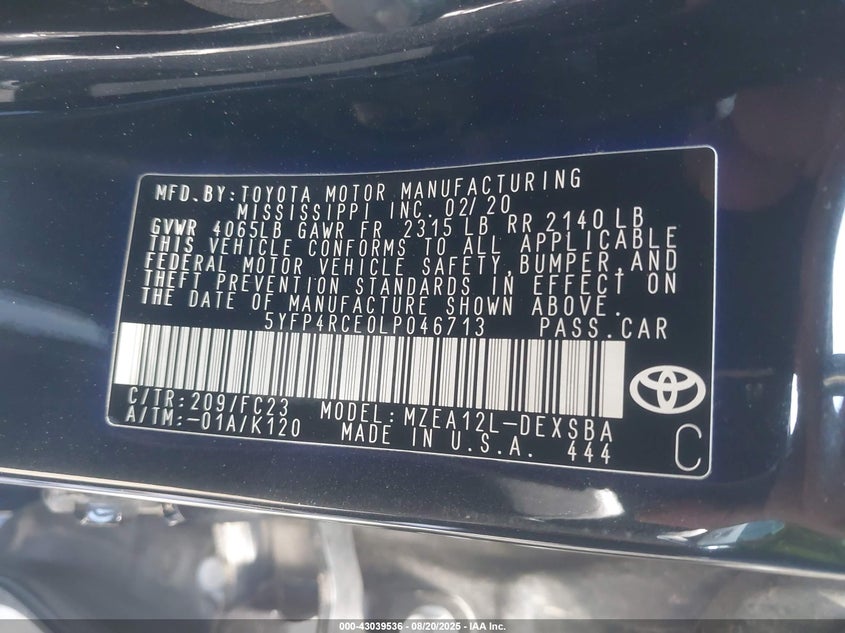 MFD. BY: TOYOTA MOTOR MANUFACTURING
MISSISSIPPI INC. 02/20
GVWR 4065LB GAWR FR 2315 LB RR 2140 LB
THIS VEHICLE CONFORMS TO ALL APPLICABLE
FEDERAL MOTOR VEHICLE SAFETY, BUMPER, AND
THEFT PREVENTION STANDARDS IN EFFECT ON
THE DATE OF MANUFACTURE SHOWN ABOVE.
5YFP4RCE0LP046713 PASS. CAR
C/TR: 209/FC23 MODEL: MZEA12L-DEXSBA
A/TM: -01A/K120 MADE IN U.S.A. 444
C
000-43039536 - 08/20/2025 - IAA Inc.